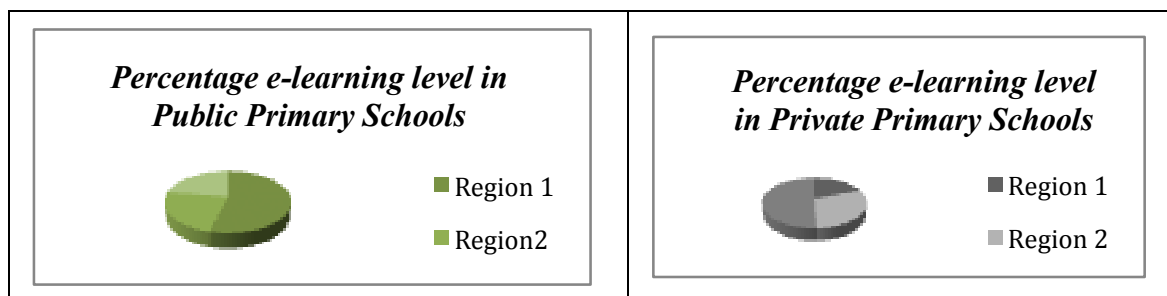 Percentage e-learning level in
Public Primary Schools
Region 1
Region2
Percentage e-learning level
in Private Primary Schools
Region 1
Region 2